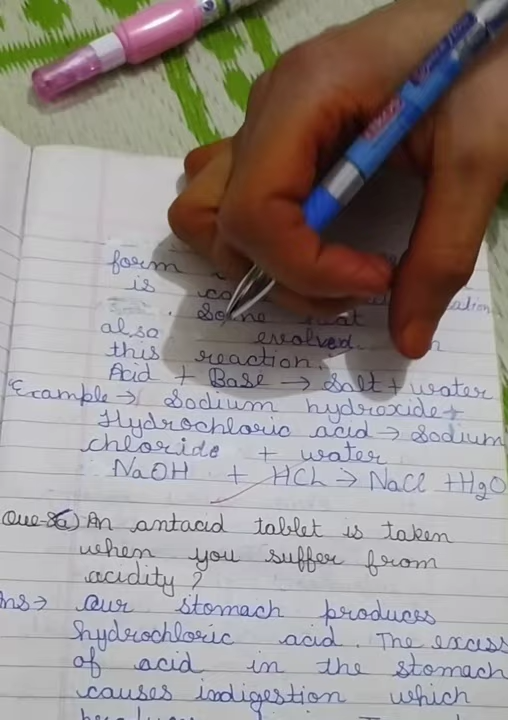 form
is
Some
also evolved.
this reaction.
Acid + Base → Salt + water
Example → Sodium hydroxide +
Hydrochloric acid → Sodium
chloride + water
NaOH + HCl → NaCl + H2O
Que-8a) An antacid tablet is taken
when you suffer from
acidity?
Ans → Our stomach produces
hydrochloric acid. The excess
of acid in the stomach
causes indigestion which